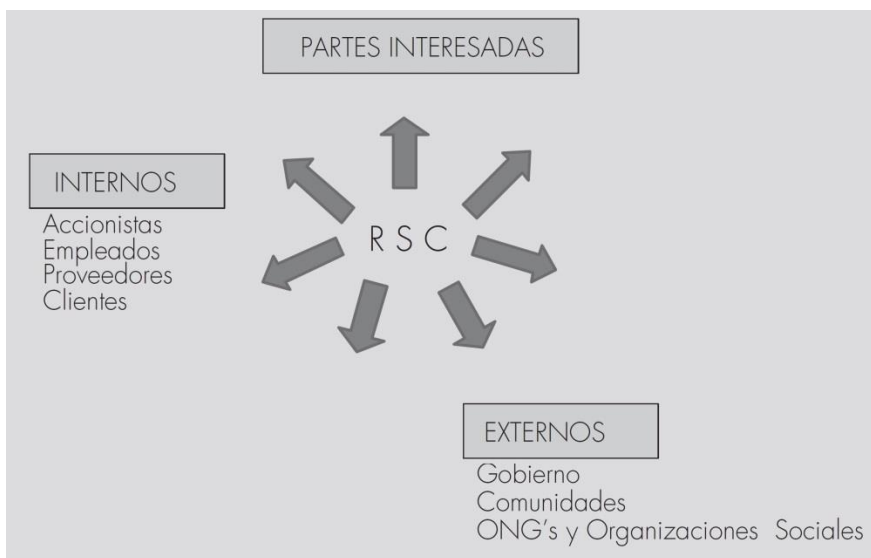 PARTES INTERESADAS
INTERNOS
Accionistas
Empleados
Proveedores
Clientes
R S C
EXTERNOS
Gobierno
Comunidades
ONG's y Organizaciones Sociales